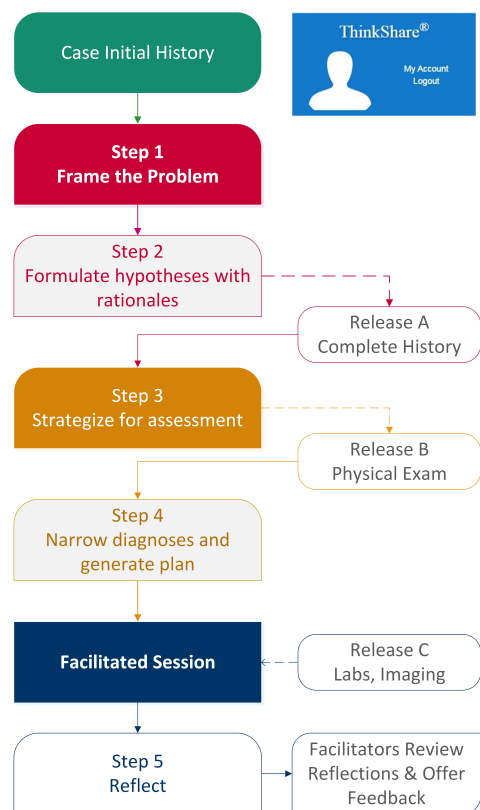 Case Initial History
ThinkShare®
My Account
Logout
Step 1
Frame the Problem
Step 2
Formulate hypotheses with
rationales
Release A
Complete History
Step 3
Strategize for assessment
Release B
Physical Exam
Step 4
Narrow diagnoses and
generate plan
Facilitated Session
Release C
Labs, Imaging
Step 5
Reflect
Facilitators Review
Reflections & Offer
Feedback